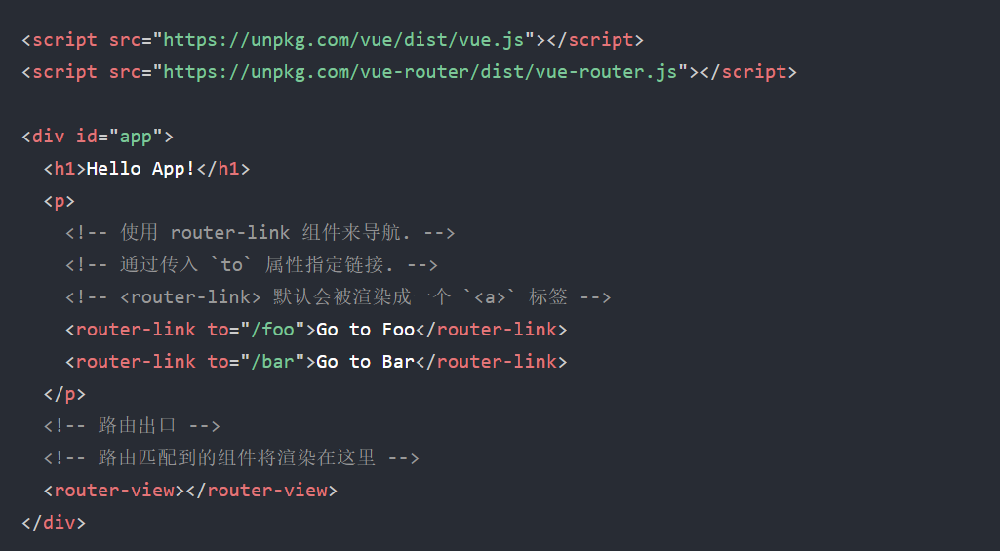 <script src="https://unpkg.com/vue/dist/vue.js"></script>
<script src="https://unpkg.com/vue-router/dist/vue-router.js"></script>

<div id="app">
  <h1>Hello App!</h1>
  <p>
    <!-- 使用 router-link 组件来导航. -->
    <!-- 通过传入 `to` 属性指定链接. -->
    <!-- <router-link> 默认会被渲染成一个 `<a>` 标签 -->
    <router-link to="/foo">Go to Foo</router-link>
    <router-link to="/bar">Go to Bar</router-link>
  </p>
  <!-- 路由出口 -->
  <!-- 路由匹配到的组件将渲染在这里 -->
  <router-view></router-view>
</div>